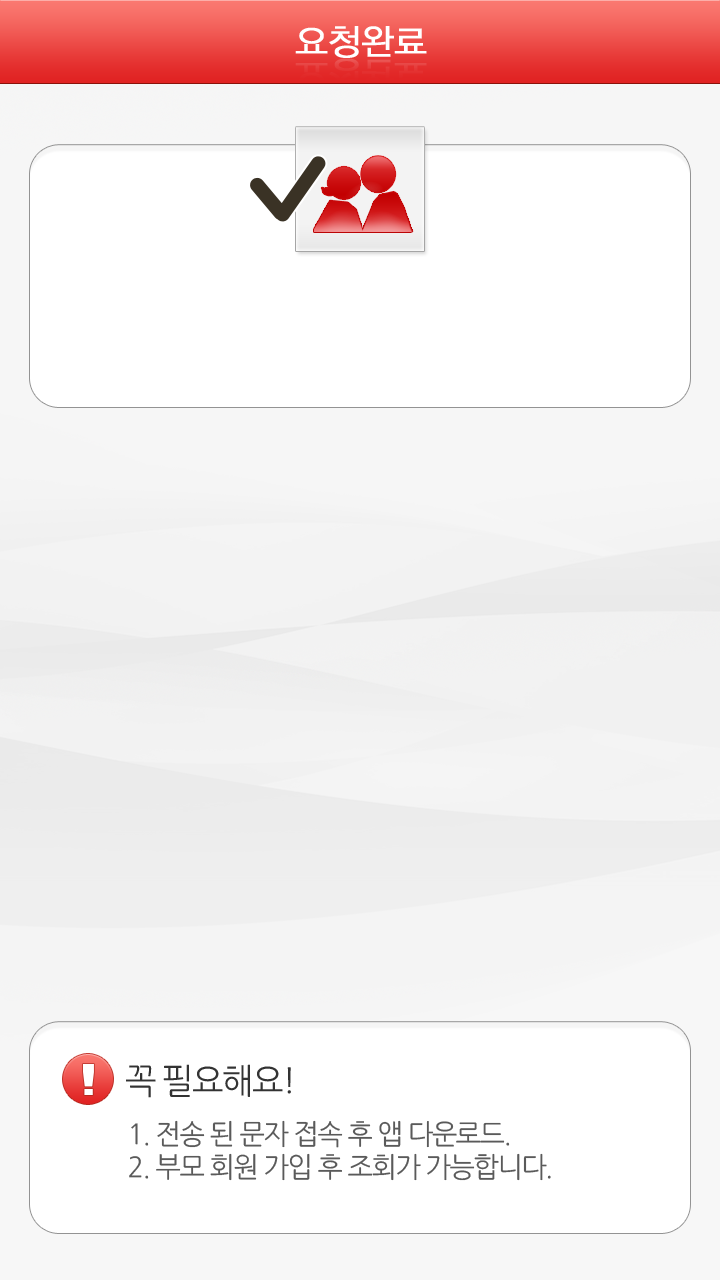 요청완료
꼭 필요해요!
1. 전송 된 문자 접속 후 앱 다운로드.
2. 부모 회원 가입 후 조회가 가능합니다.